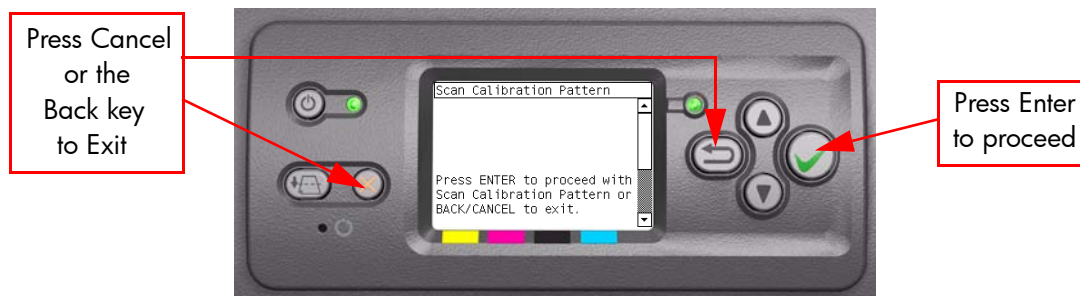 Press Cancel
or the
Back key
to Exit
Scan Calibration Pattern
Press ENTER to proceed with
Scan Calibration Pattern or
BACK/CANCEL to exit.
Press Enter
to proceed